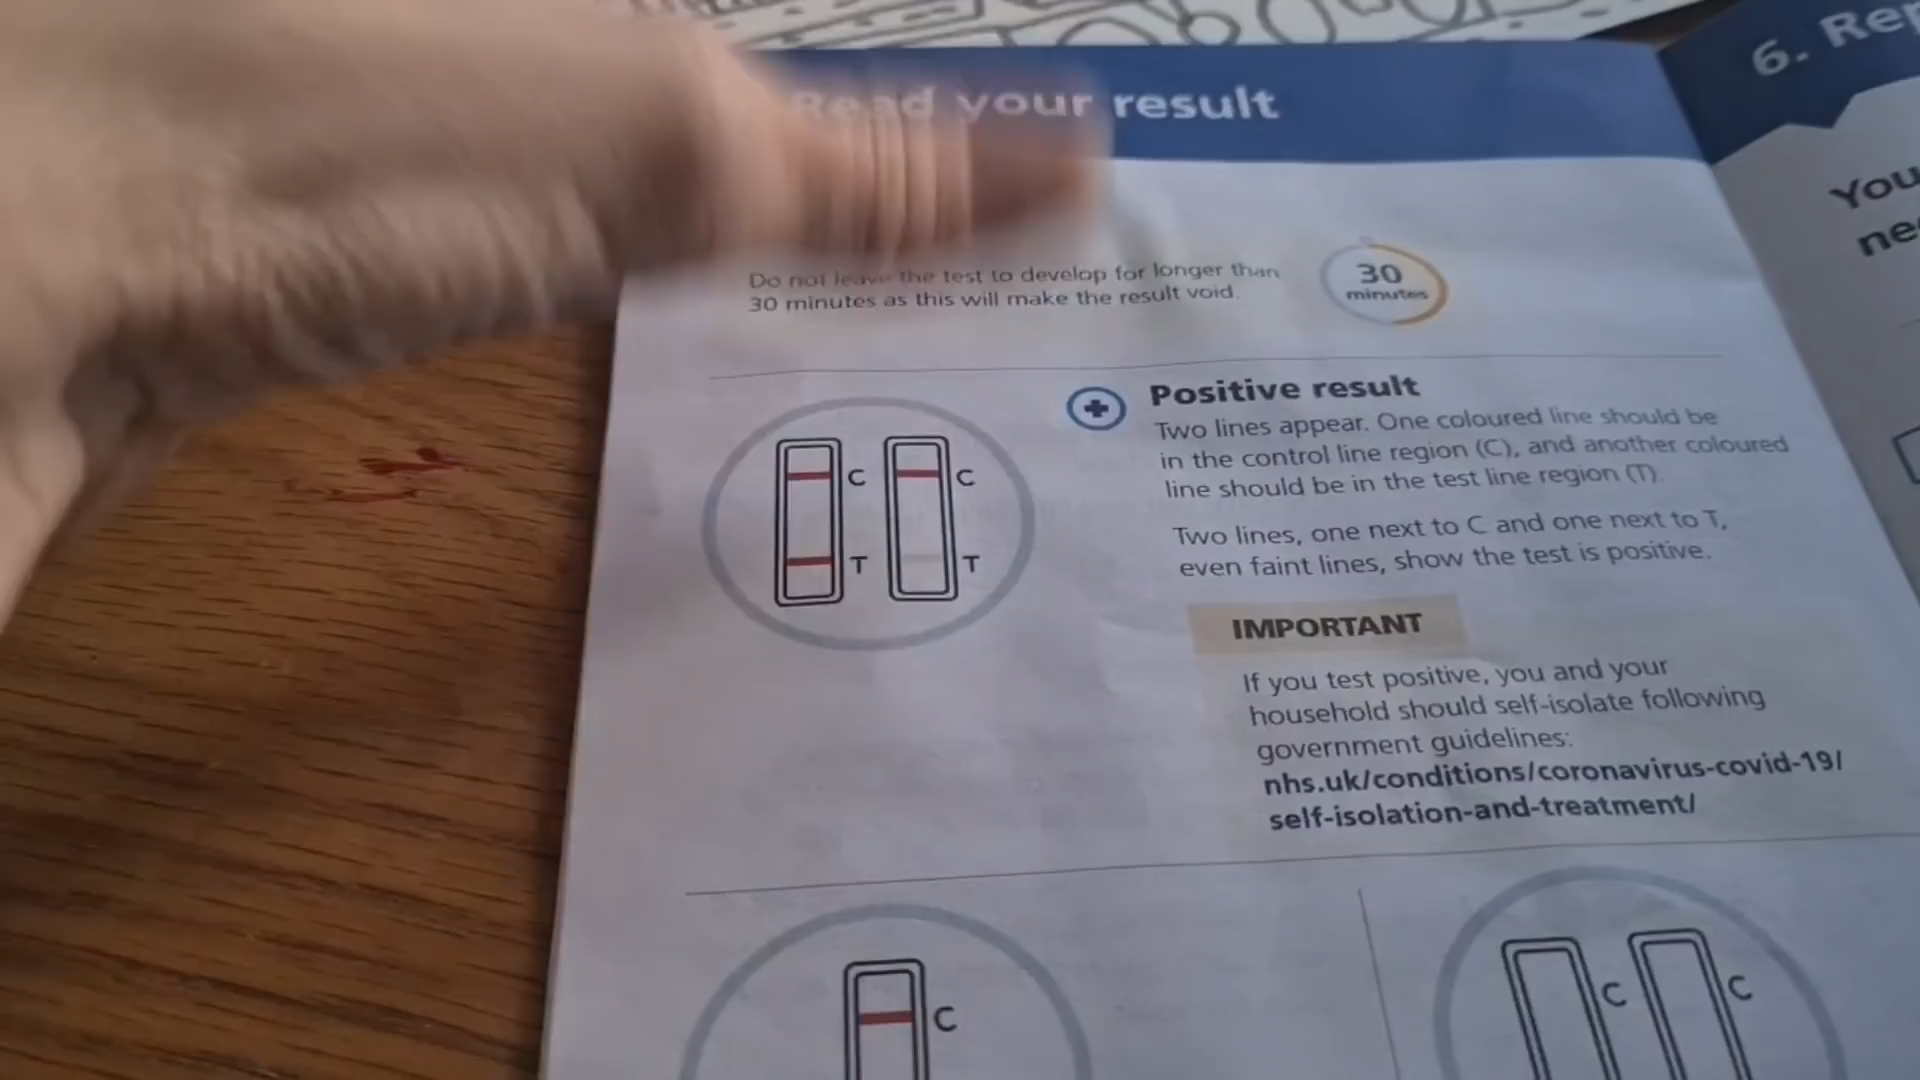 Read your result
6. Rep
You
ne
Do not leave the test to develop for longer than
30 minutes as this will make the result void.
30
minutes
C
C
T
T
Positive result
Two lines appear. One coloured line should be
in the control line region (C), and another coloured
line should be in the test line region (T).
Two lines, one next to C and one next to T,
even faint lines, show the test is positive.
IMPORTANT
If you test positive, you and your
household should self-isolate following
government guidelines:
nhs.uk/conditions/coronavirus-covid-19/
self-isolation-and-treatment/
C
C
C